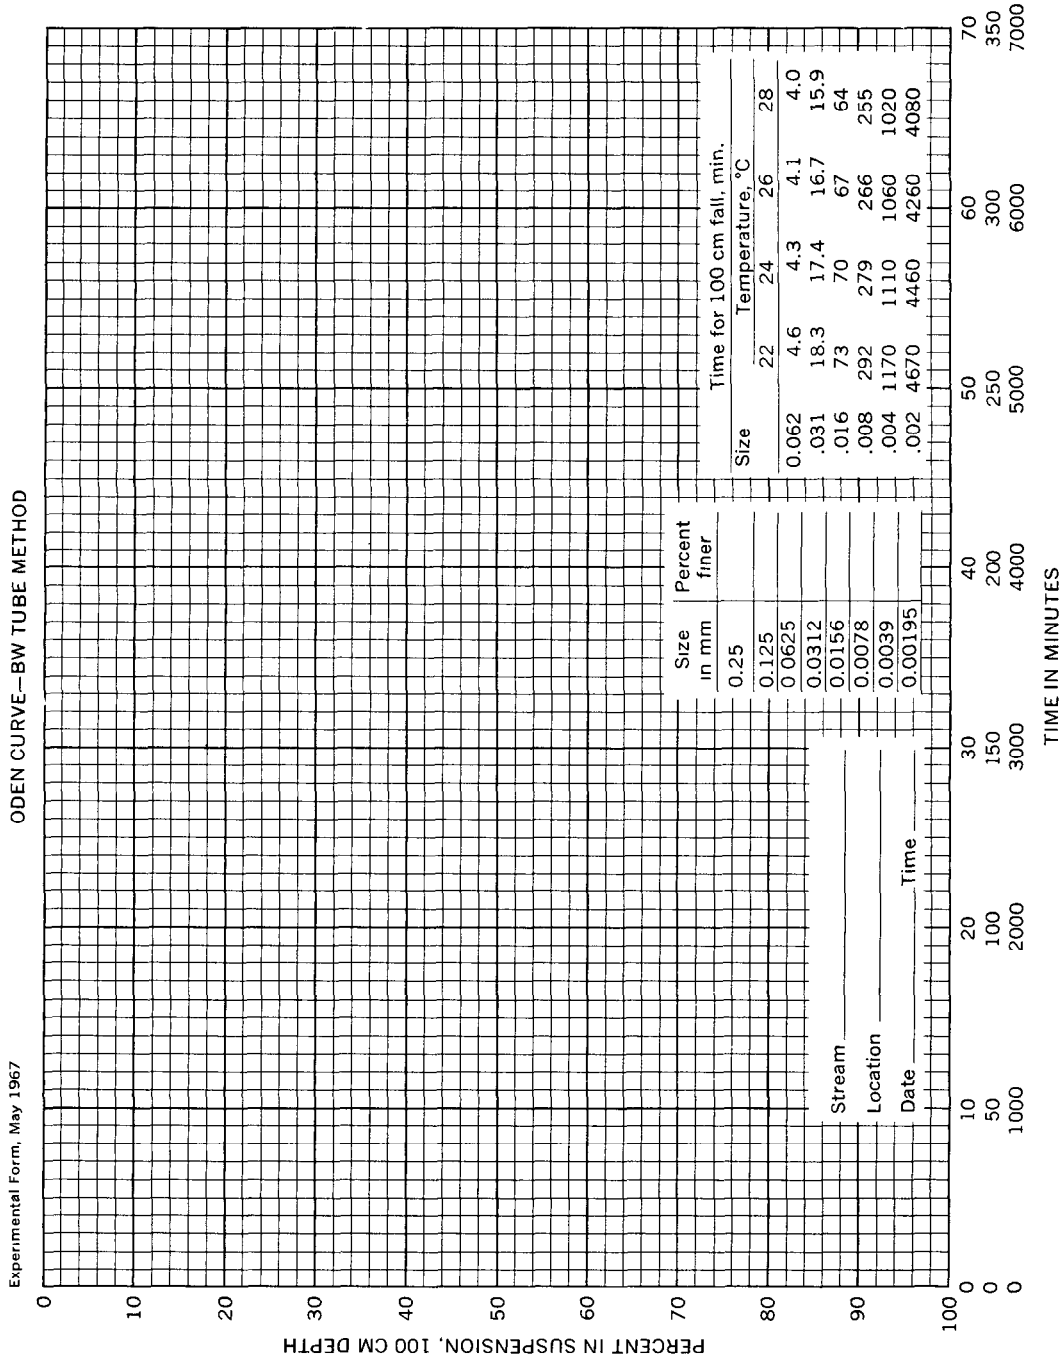 Experimental Form, May 1967
ODEN CURVE—BW TUBE METHOD
PERCENT IN SUSPENSION, 100 CM DEPTH
0
10
20
30
40
50
60
70
80
90
100
Stream
Location
Date Time
Size in mm Percent finer
0.25
0.125
0 0625
0.0312
0.0156
0.0078
0.0039
0.00195
Time for 100 cm fall, min.
Size Temperature, °C
22 24 26 28
0.062 4.6 4.3 4.1 4.0
.031 18.3 17.4 16.7 15.9
.016 73 70 67 64
.008 292 279 266 255
.004 1170 1110 1060 1020
.002 4670 4460 4260 4080
0 10 20 30 40 50 60 70
0 50 100 150 200 250 300 350
0 1000 2000 3000 4000 5000 6000 7000
TIME IN MINUTES